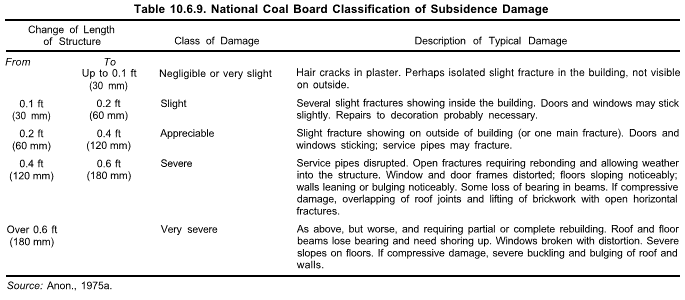 Table 10.6.9. National Coal Board Classification of Subsidence Damage
Change of Length
of Structure
Class of Damage
Description of Typical Damage
From
To
Up to 0.1 ft
(30 mm)
Negligible or very slight
Hair cracks in plaster. Perhaps isolated slight fracture in the building, not visible
on outside.
0.1 ft
(30 mm)
0.2 ft
(60 mm)
Slight
Several slight fractures showing inside the building. Doors and windows may stick
slightly. Repairs to decoration probably necessary.
0.2 ft
(60 mm)
0.4 ft
(120 mm)
Appreciable
Slight fracture showing on outside of building (or one main fracture). Doors and
windows sticking; service pipes may fracture.
0.4 ft
(120 mm)
0.6 ft
(180 mm)
Severe
Service pipes disrupted. Open fractures requiring rebonding and allowing weather
into the structure. Window and door frames distorted; floors sloping noticeably;
walls leaning or bulging noticeably. Some loss of bearing in beams. If compressive
damage, overlapping of roof joints and lifting of brickwork with open horizontal
fractures.
Over 0.6 ft
(180 mm)
Very severe
As above, but worse, and requiring partial or complete rebuilding. Roof and floor
beams lose bearing and need shoring up. Windows broken with distortion. Severe
slopes on floors. If compressive damage, severe buckling and bulging of roof and
walls.
Source: Anon., 1975a.